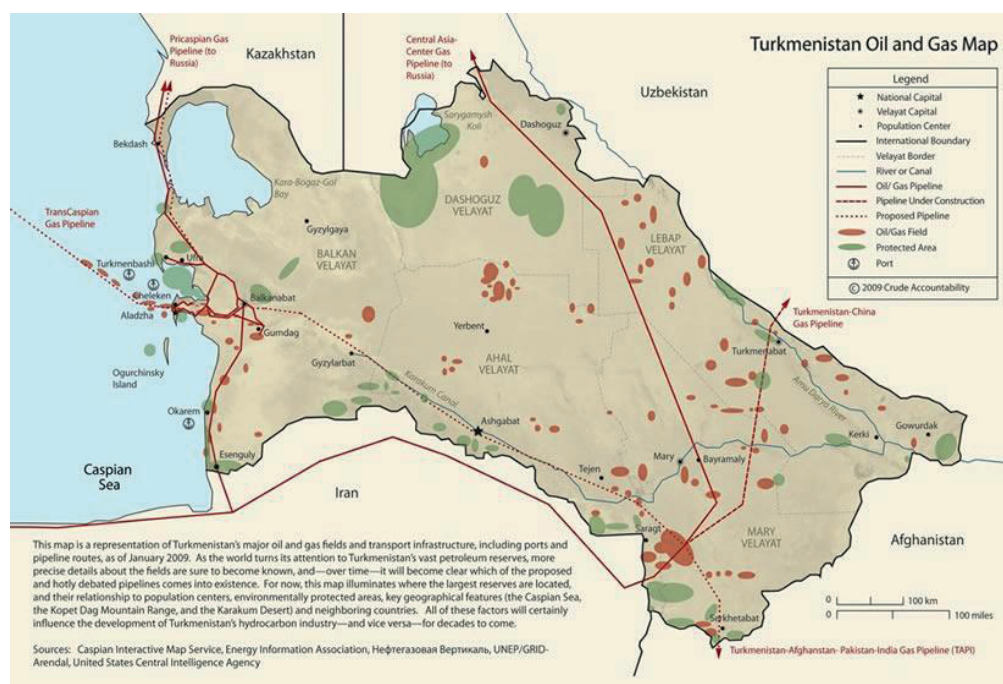 Turkmenistan Oil and Gas Map
Legend
National Capital
Velayat Capital
Population Center
International Boundary
Velayat Border
River or Canal
Oil/ Gas Pipeline
Pipeline Under Construction
Proposed Pipeline
Oil/Gas Field
Protected Area
Port
© 2009 Crude Accountability
Pricaspian Gas
Pipeline (to
Russia)
Kazakhstan
Central Asia-
Center Gas
Pipeline (to
Russia)
Uzbekistan
Sarygamysh
Koli
Dashoguz
Bekdash
Kara-Bogaz-Gol
Bay
DASHOGUZ
VELAYAT
TransCaspian
Gas Pipeline
Gyzylgaya
LEBAP
VELAYAT
BALKAN
VELAYAT
Ufra
Turkmenbashi
Cheleken
Aladzha
Balkanabat
Gumdag
Yerbent
Turkmenistan-China
Gas Pipeline
Turkmenabat
Gyzylarbat
AHAL
VELAYAT
Ogurchinsky
Island
Karakum Canal
Amu Darya River
Okarem
Ashgabat
Kerki
Gowurdak
Esenguly
Mary
Bayramaly
Tejen
Caspian
Sea
Iran
Saragt
MARY
VELAYAT
Afghanistan
Serkhetabat
0 100 km
0 100 miles
Turkmenistan-Afghanistan- Pakistan-India Gas Pipeline (TAPI)
This map is a representation of Turkmenistan's major oil and gas fields and transport infrastructure, including ports and
pipeline routes, as of January 2009. As the world turns its attention to Turkmenistan's vast petroleum reserves, more
precise details about the fields are sure to become known, and—over time—it will become clear which of the proposed
and hotly debated pipelines comes into existence. For now, this map illuminates where the largest reserves are located,
and their relationship to population centers, environmentally protected areas, key geographical features (the Caspian Sea,
the Kopet Dag Mountain Range, and the Karakum Desert) and neighboring countries. All of these factors will certainly
influence the development of Turkmenistan's hydrocarbon industry—and vice versa—for decades to come.
Sources: Caspian Interactive Map Service, Energy Information Association, Нефтегазовая Вертикаль, UNEP/GRID-
Arendal, United States Central Intelligence Agency